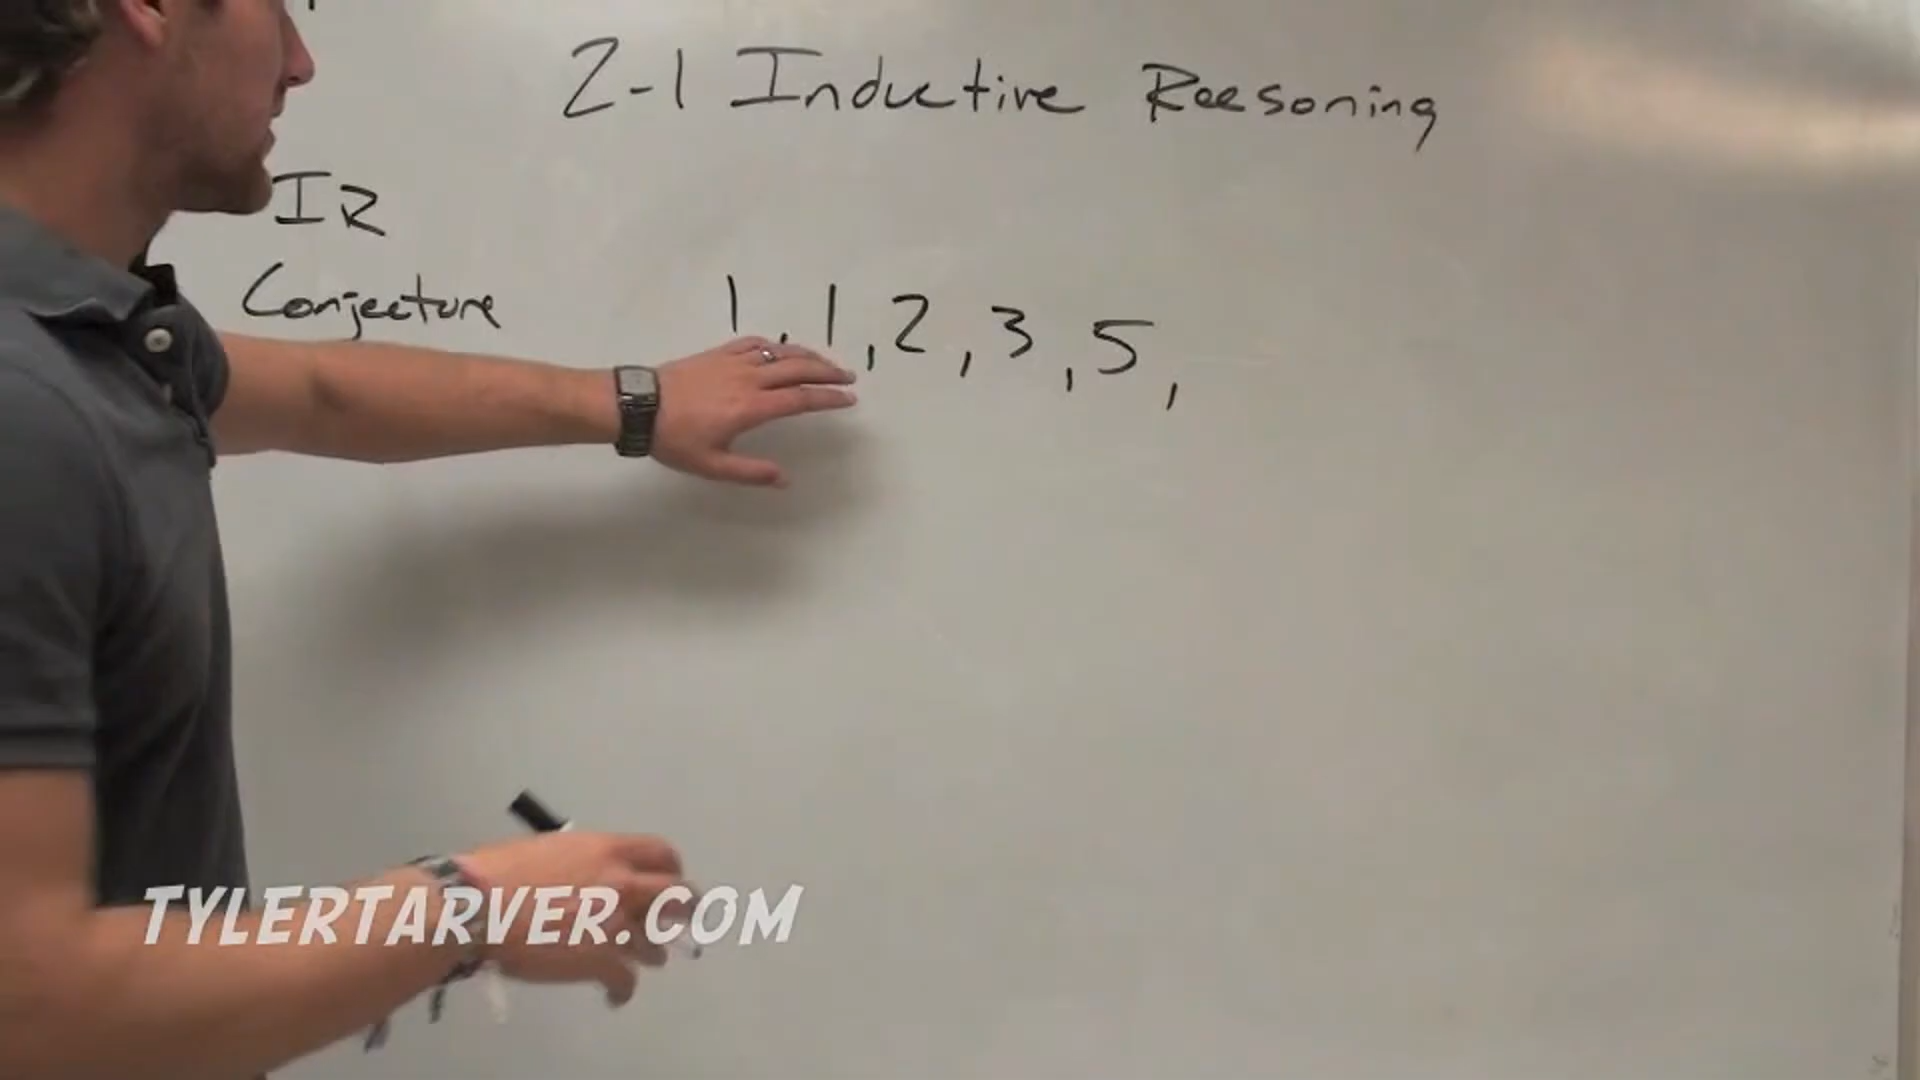 2-1 Inductive Reasoning
IR
Conjecture
1, 1, 2, 3, 5,
TYLERTARVER.COM